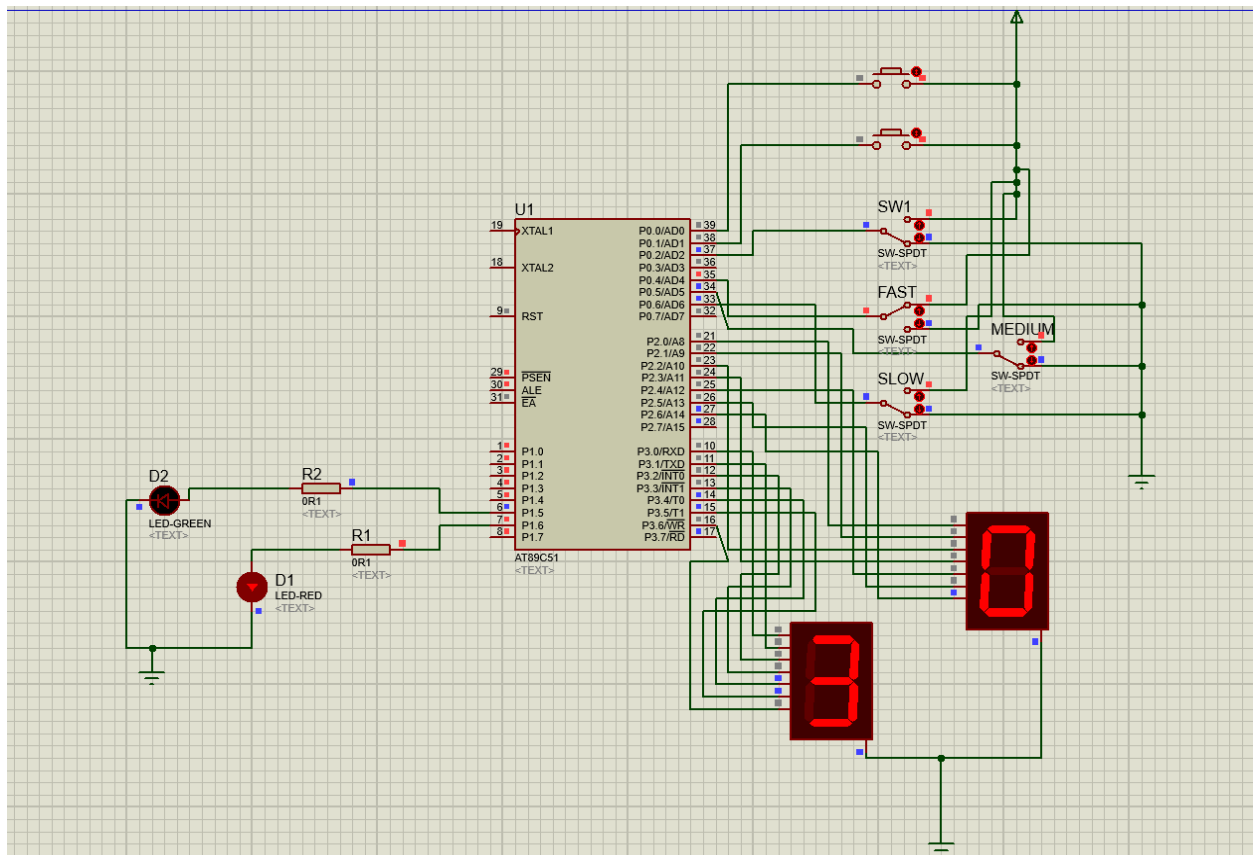 SW1
SW-SPDT
<TEXT>
FAST
SW-SPDT
<TEXT>
MEDIUM
SW-SPDT
<TEXT>
SLOW
SW-SPDT
<TEXT>
U1
19 XTAL1
18 XTAL2
9 RST
29 PSEN
30 ALE
31 EA
1 P1.0
2 P1.1
3 P1.2
4 P1.3
5 P1.4
6 P1.5
7 P1.6
8 P1.7
P0.0/AD0 39
P0.1/AD1 38
P0.2/AD2 37
P0.3/AD3 36
P0.4/AD4 35
P0.5/AD5 34
P0.6/AD6 33
P0.7/AD7 32
P2.0/A8 21
P2.1/A9 22
P2.2/A10 23
P2.3/A11 24
P2.4/A12 25
P2.5/A13 26
P2.6/A14 27
P2.7/A15 28
P3.0/RXD 10
P3.1/TXD 11
P3.2/INT0 12
P3.3/INT1 13
P3.4/T0 14
P3.5/T1 15
P3.6/WR 16
P3.7/RD 17
AT89C51
<TEXT>
D2
LED-GREEN
<TEXT>
R2
0R1
<TEXT>
R1
0R1
<TEXT>
D1
LED-RED
<TEXT>
0
3